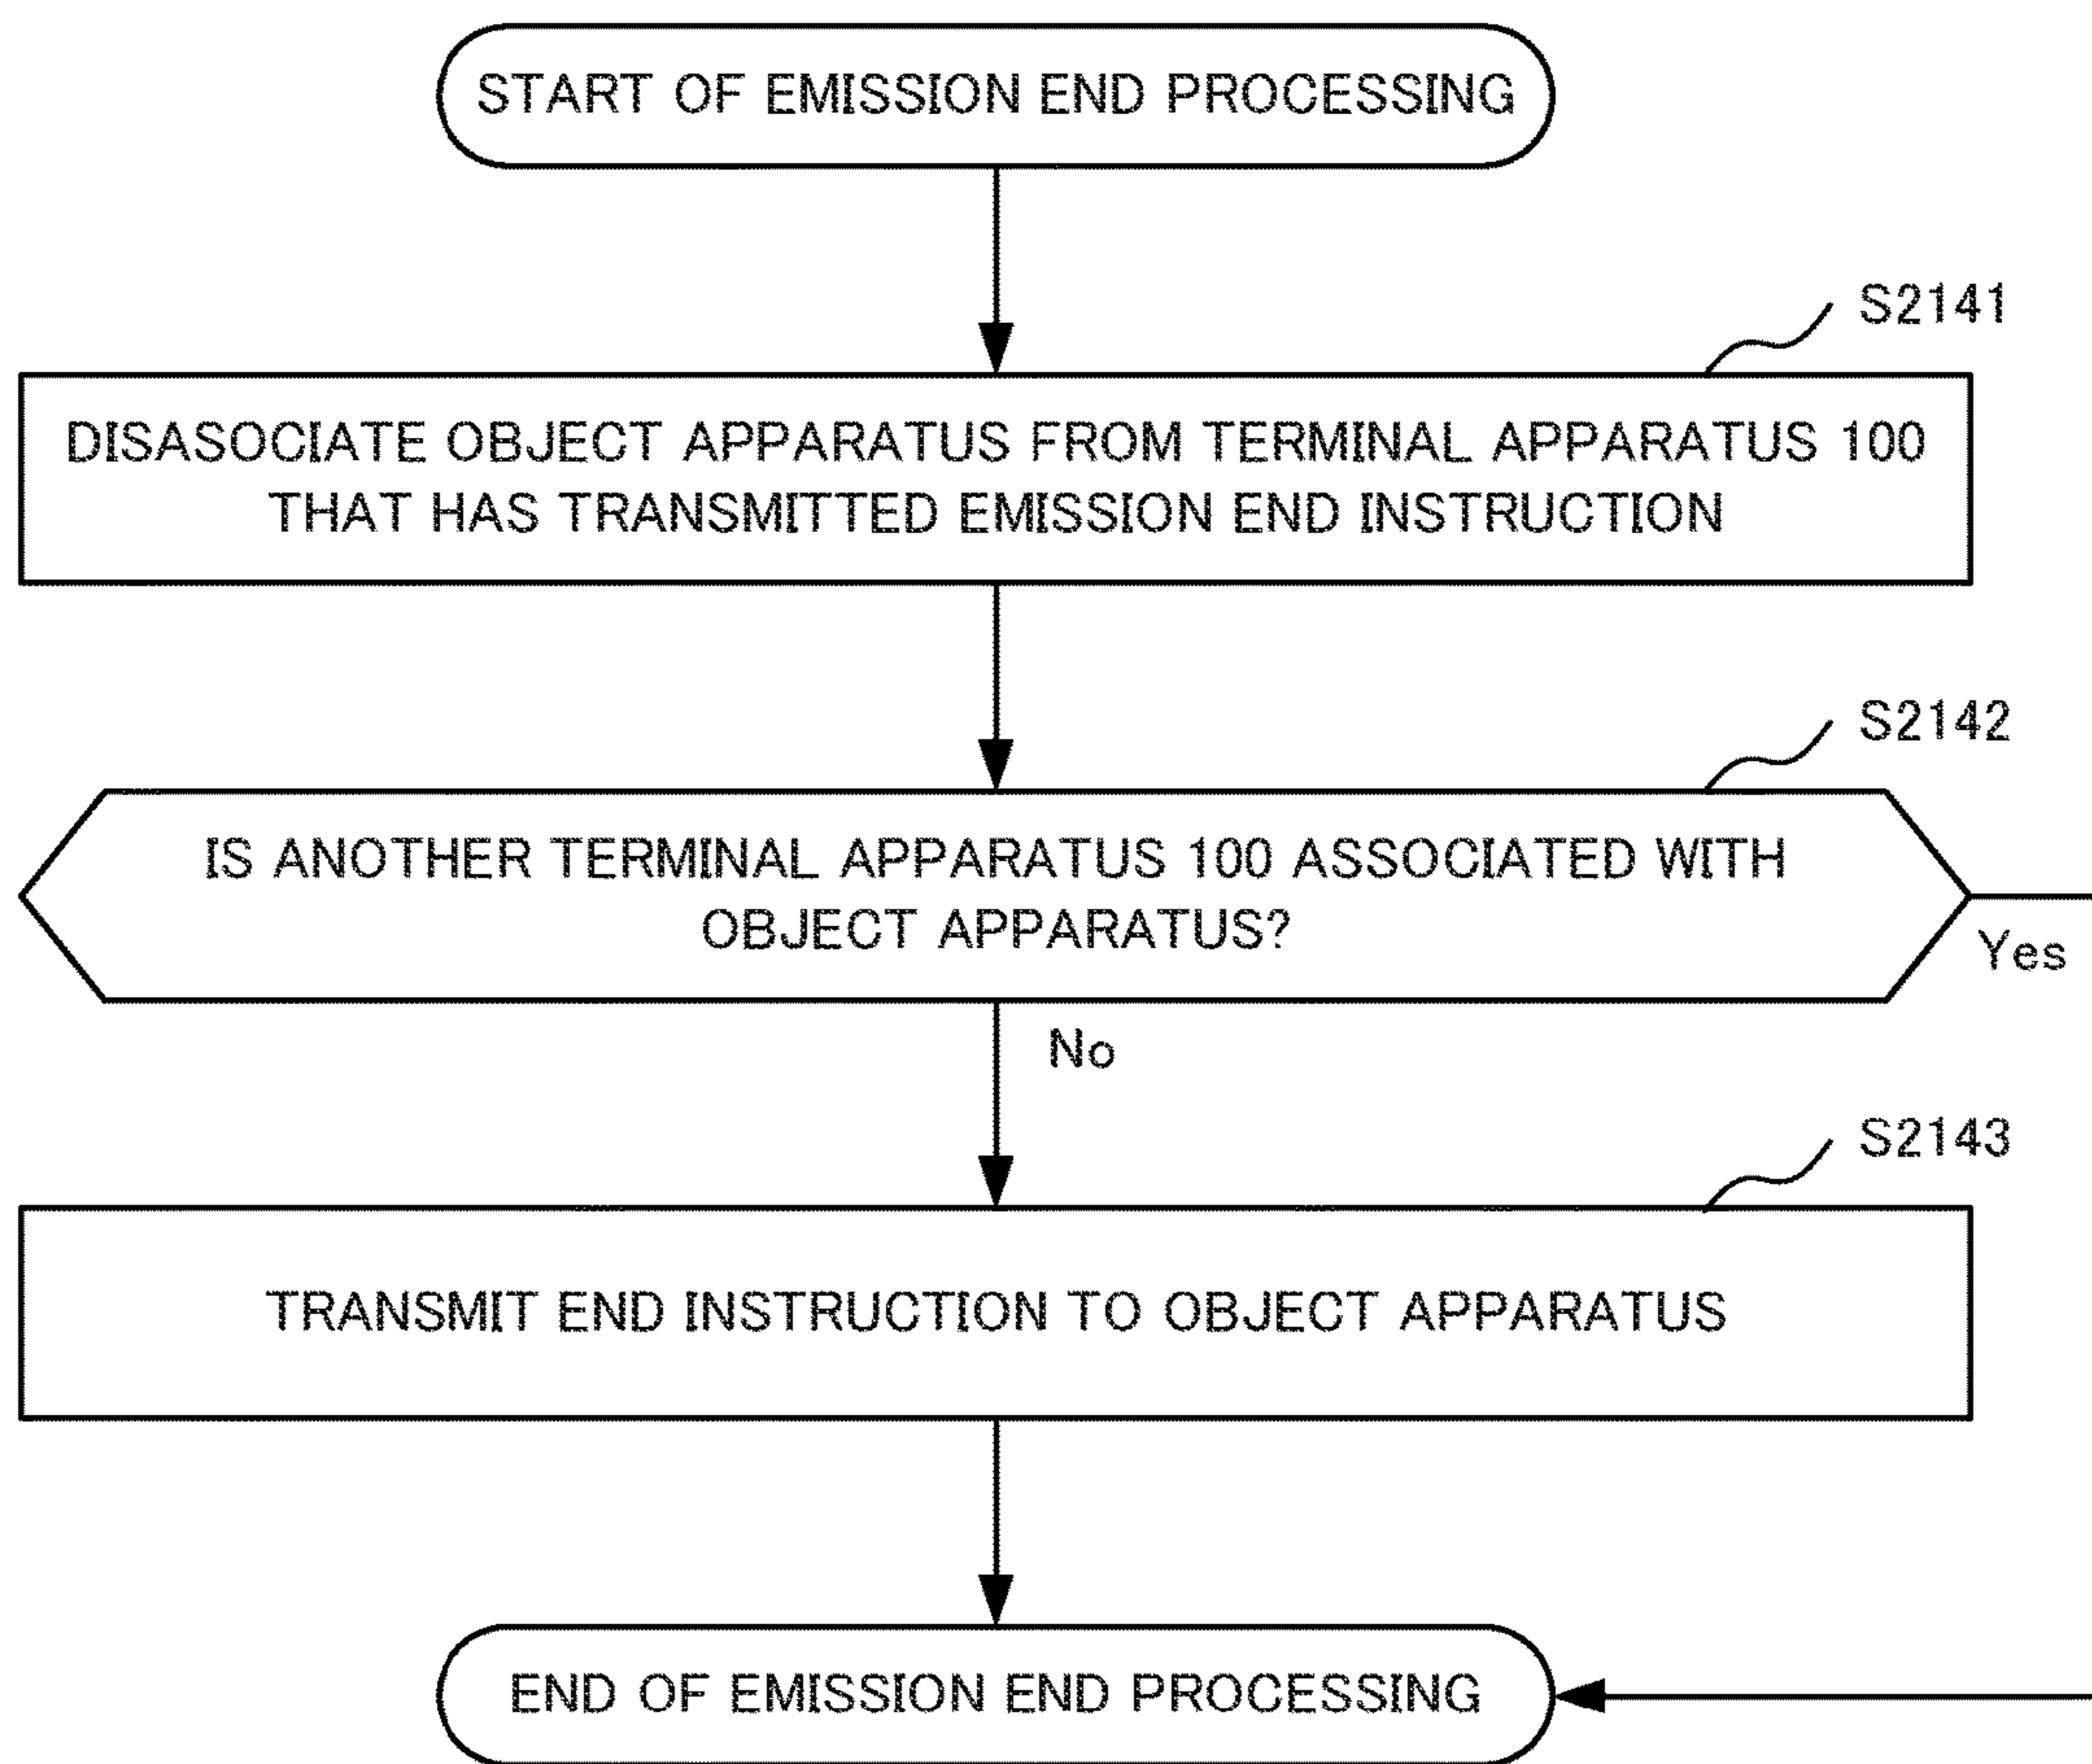 START OF EMISSION END PROCESSING
S2141
DISASOCIATE OBJECT APPARATUS FROM TERMINAL APPARATUS 100
THAT HAS TRANSMITTED EMISSION END INSTRUCTION
S2142
IS ANOTHER TERMINAL APPARATUS 100 ASSOCIATED WITH
OBJECT APPARATUS?
Yes
No
S2143
TRANSMIT END INSTRUCTION TO OBJECT APPARATUS
END OF EMISSION END PROCESSING